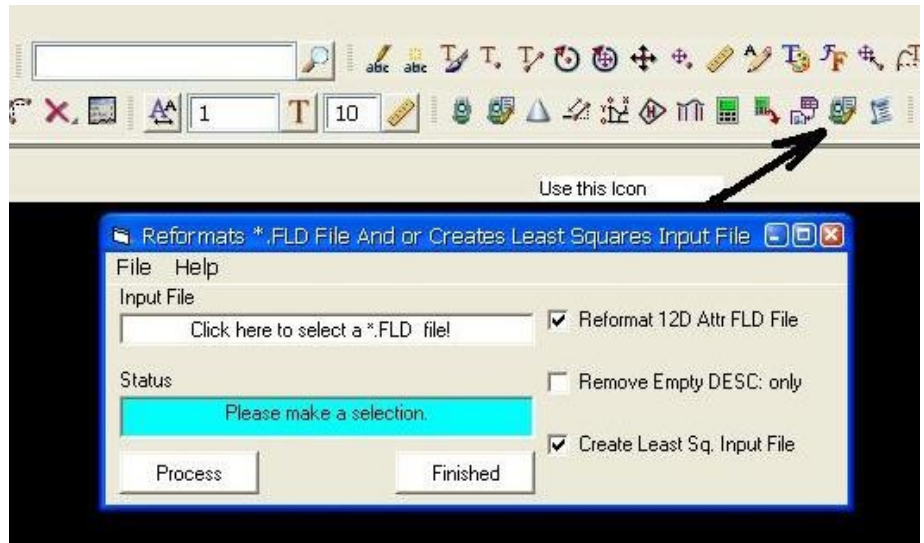 abc abc T T. T A T F F
A A 1 T 10 H
Use this Icon
Reformats *.FLD File And or Creates Least Squares Input File
File Help
Input File
Click here to select a *.FLD file!
Reformat 12D Attr FLD File
Status
Remove Empty DESC: only
Please make a selection.
Create Least Sq. Input File
Process Finished